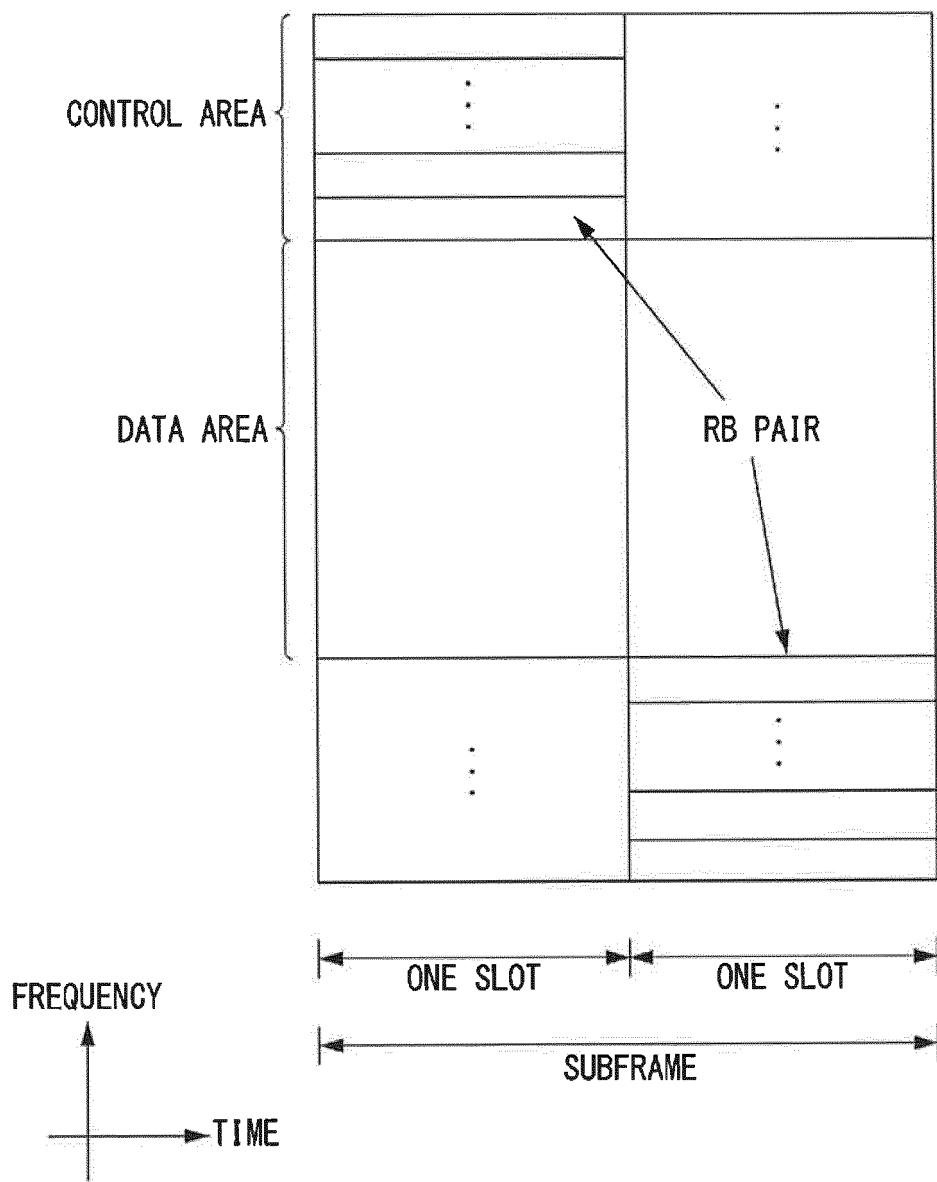 CONTROL AREA
DATA AREA
RB PAIR
ONE SLOT
ONE SLOT
SUBFRAME
FREQUENCY
TIME